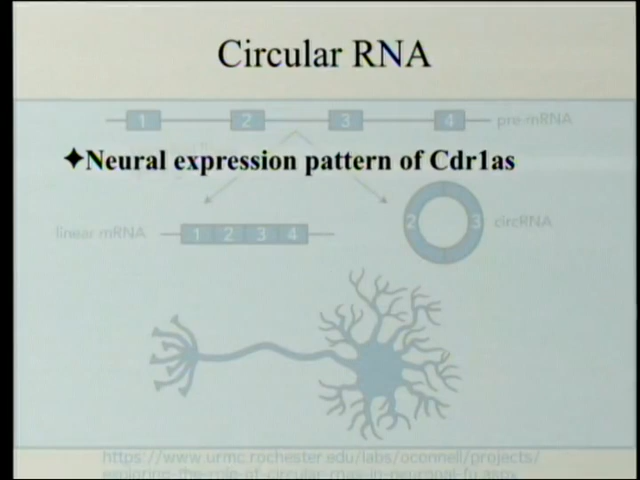 Circular RNA
1 2 3 4 pre-mRNA
✦Neural expression pattern of Cdr1as
linear mRNA 1 2 3 4
2 3 circRNA
https://www.urmc.rochester.edu/labs/oconnell/projects/
exploring-the-role-of-circular-rnas-in-neuronal-fu.aspx